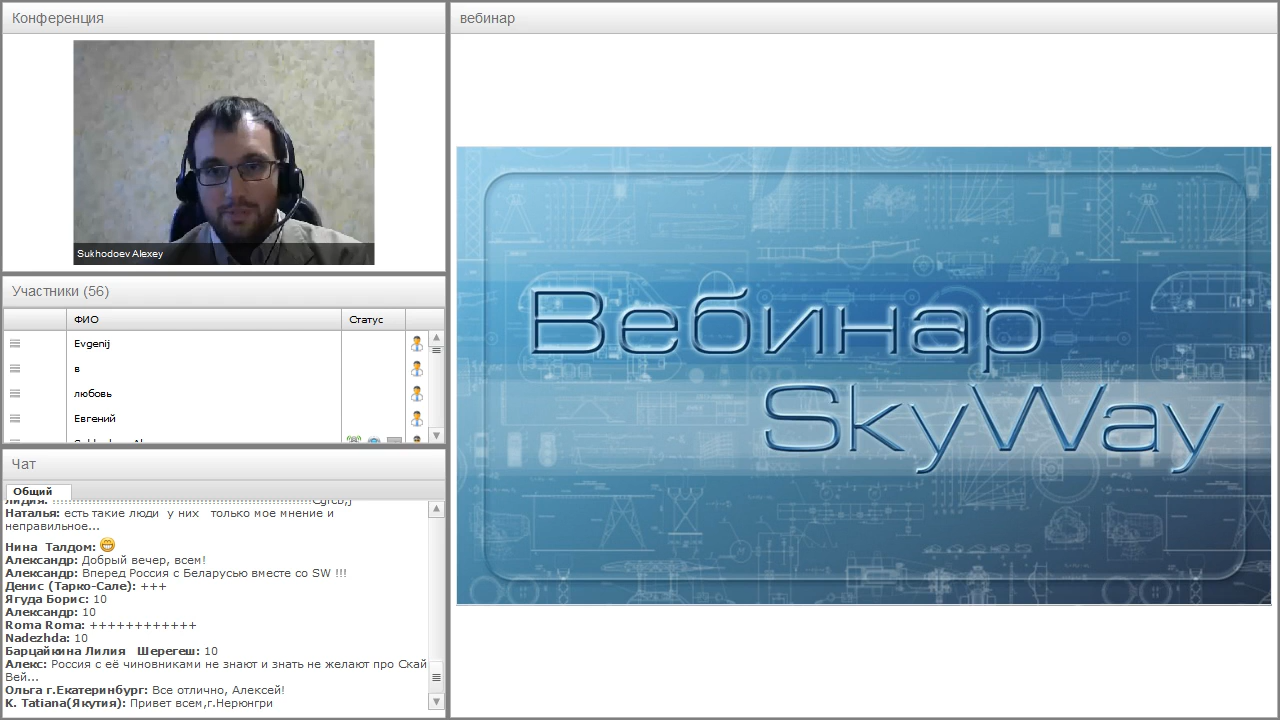 Конференция
Sukhodoev Alexey
Участники (56)
ФИО
Статус
Evgenij
в
любовь
Евгений
Чат
Общий
Наталья: есть такие люди у них только мое мнение и
неправильное...
Нина Талдом:
Александр: Добрый вечер, всем!
Александр: Вперед Россия с Беларусью вместе со SW !!!
Денис (Тарко-Сале): +++
Ягуда Борис: 10
Александр: 10
Roma Roma: ++++++++++++
Nadezhda: 10
Барцайкина Лилия Шерегеш: 10
Алекс: Россия с её чиновниками не знают и знать не желают про Скай
Вей...
Ольга г.Екатеринбург: Все отлично, Алексей!
K. Tatiana(Якутия): Привет всем,г.Нерюнгри
вебинар
Вебинар
SkyWay